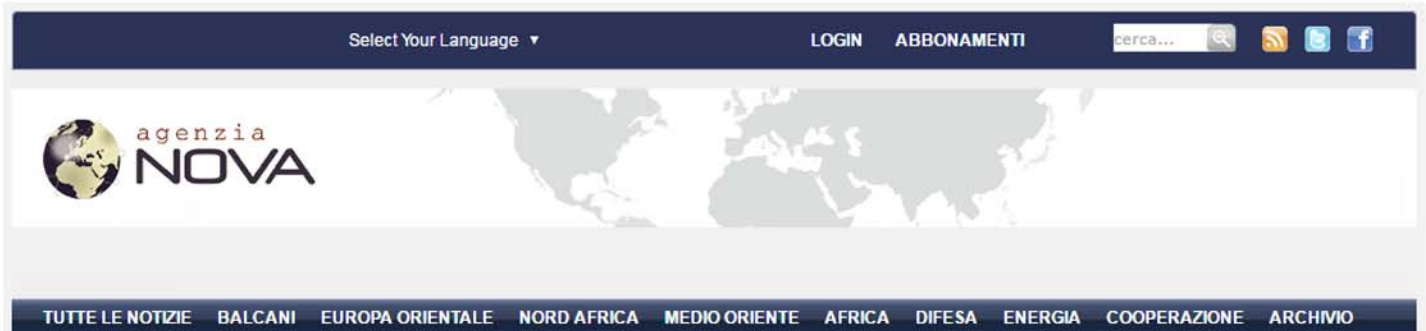 Select Your Language ▼ LOGIN ABBONAMENTI cerca...
agenzia
NOVA
TUTTE LE NOTIZIE BALCANI EUROPA ORIENTALE NORD AFRICA MEDIO ORIENTE AFRICA DIFESA ENERGIA COOPERAZIONE ARCHIVIO